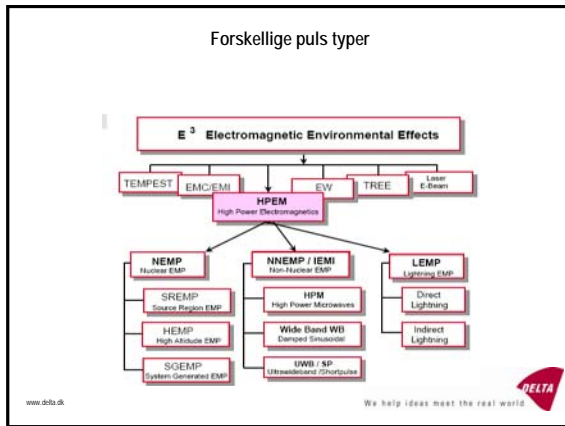 Forskellige puls typer
E 3 Electromagnetic Environmental Effects
TEMPEST
EMC/EMI
HPEM
High Power Electromagnetics
EW
TREE
Laser
E-Beam
NEMP
Nuclear EMP
SREMP
Source Region EMP
HEMP
High Altidude EMP
SGEMP
System Generated EMP
NNEMP / IEMI
Non-Nuclear EMP
HPM
High Power Microwaves
Wide Band WB
Damped Sinusoidal
UWB / SP
Ultrawideband /Shortpulse
LEMP
Lightning EMP
Direct
Lightning
Indirect
Lightning
www.delta.dk
We help ideas meet the real world
DELTA